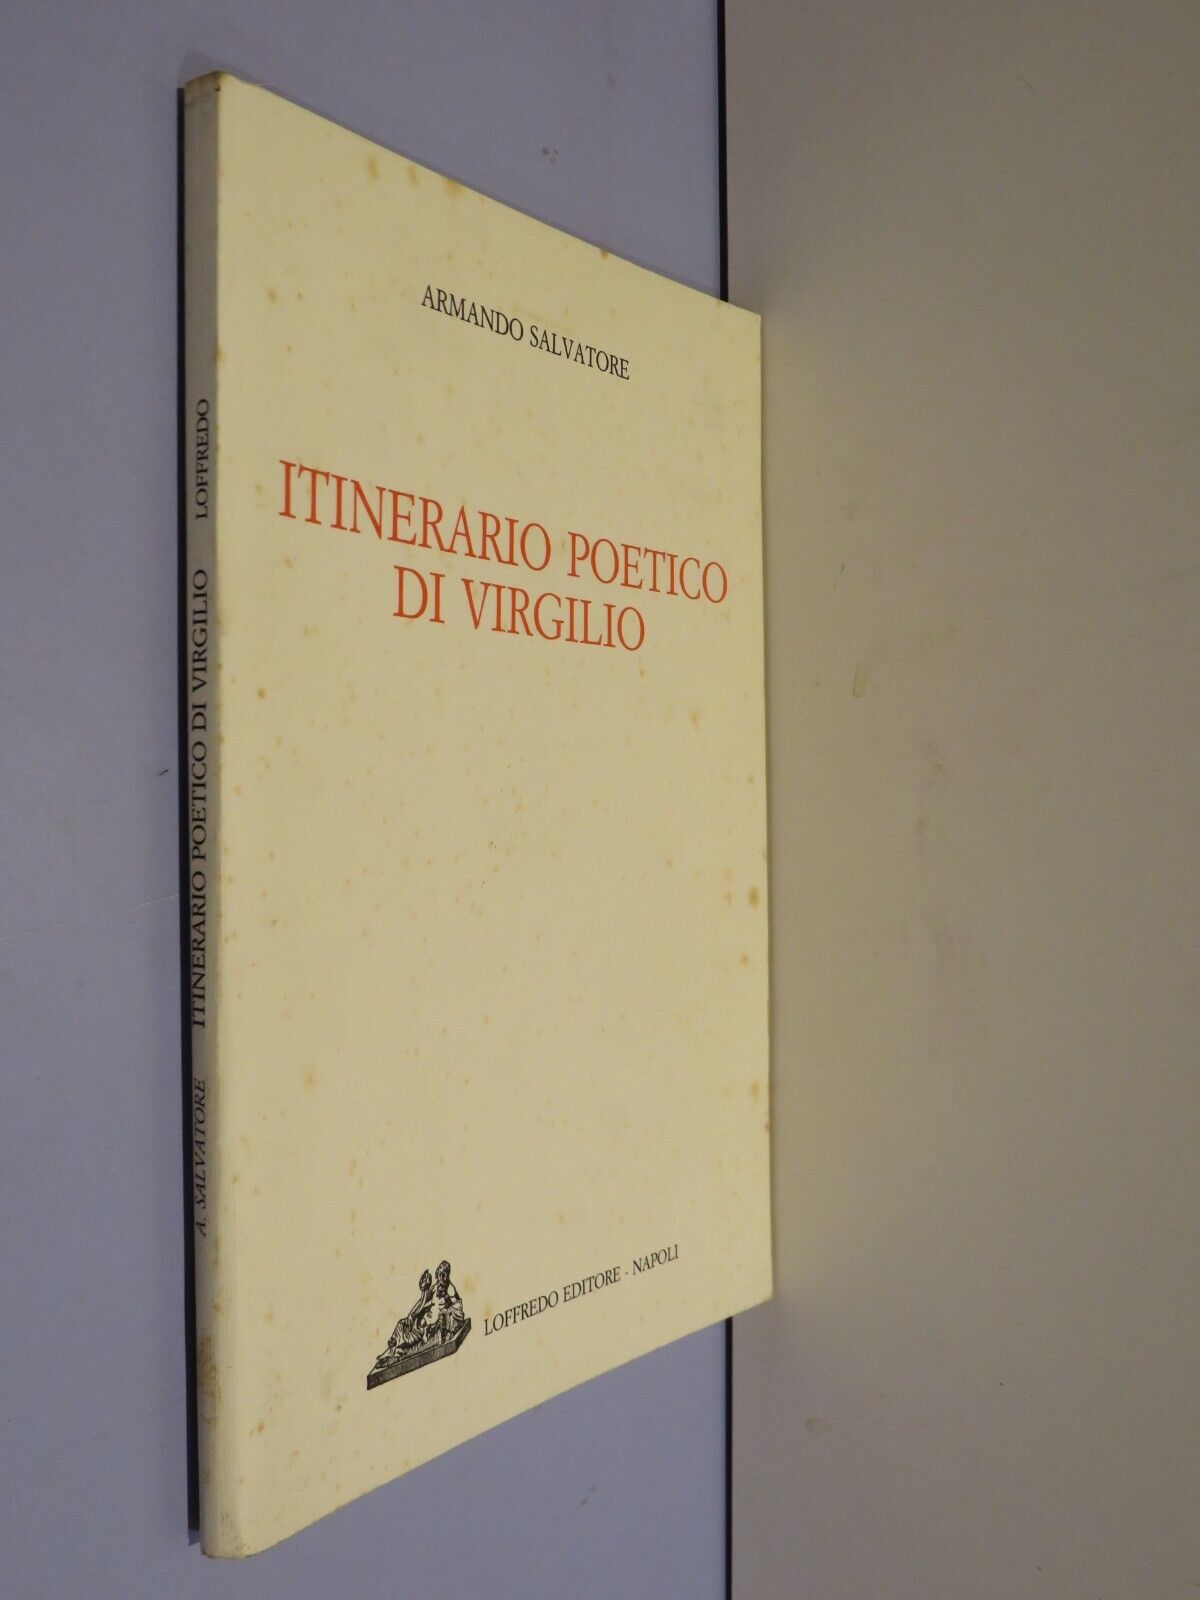 ARMANDO SALVATORE
ITINERARIO POETICO
DI VIRGILIO
LOFFREDO EDITORE - NAPOLI
A. SALVATORE ITINERARIO POETICO DI VIRGILIO LOFFREDO